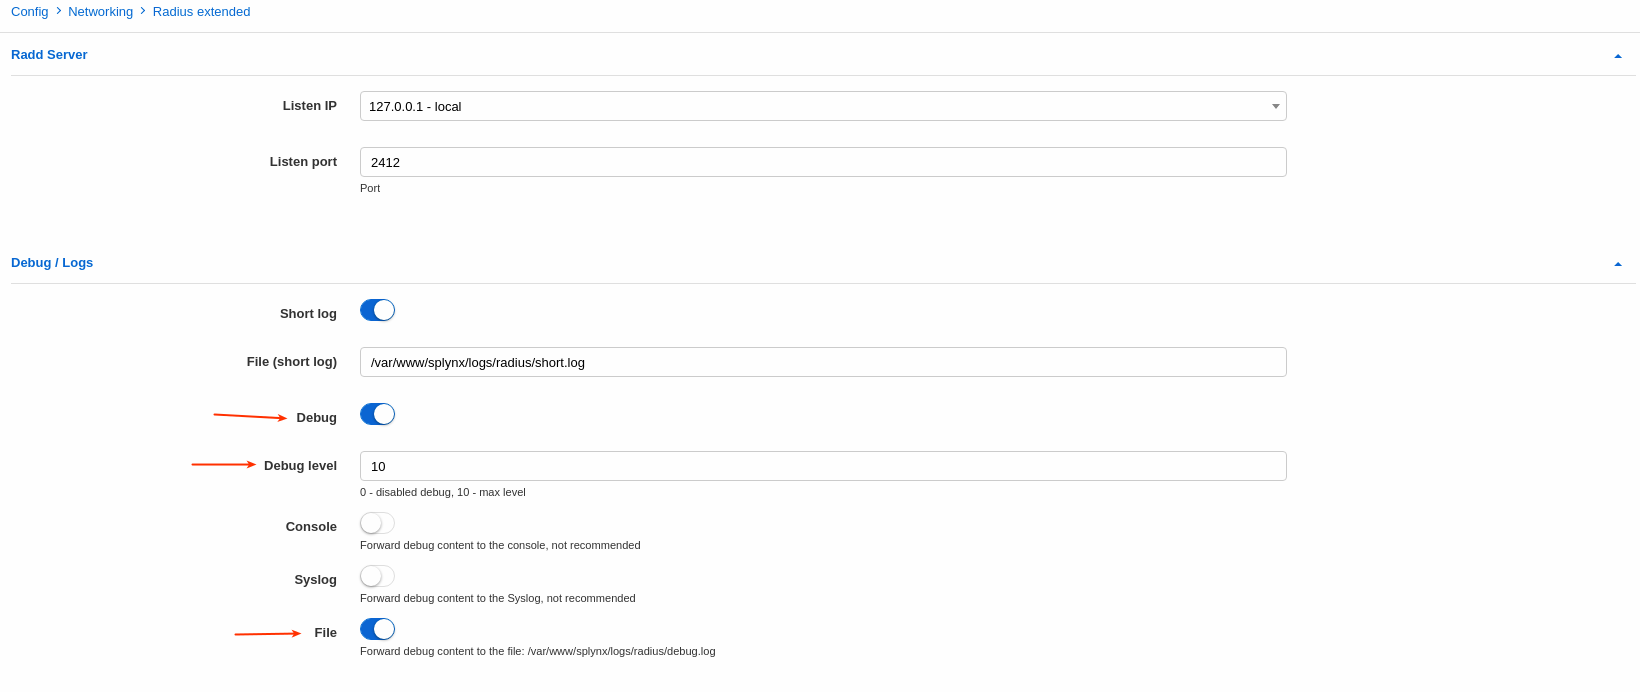 Config > Networking > Radius extended
Radd Server
Listen IP 127.0.0.1 - local
Listen port 2412
Port
Debug / Logs
Short log
File (short log) /var/www/splynx/logs/radius/short.log
Debug
Debug level 10
0 - disabled debug, 10 - max level
Console
Forward debug content to the console, not recommended
Syslog
Forward debug content to the Syslog, not recommended
File
Forward debug content to the file: /var/www/splynx/logs/radius/debug.log